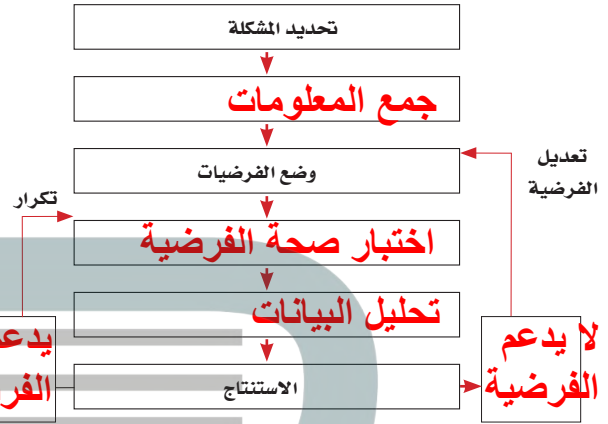 تحديد المشكلة
جمع المعلومات
وضع الفرضيات
تعديل
الفرضية
تكرار
اختبار صحة الفرضية
تحليل البيانات
الاستنتاج
لا يدعم
الفرضية